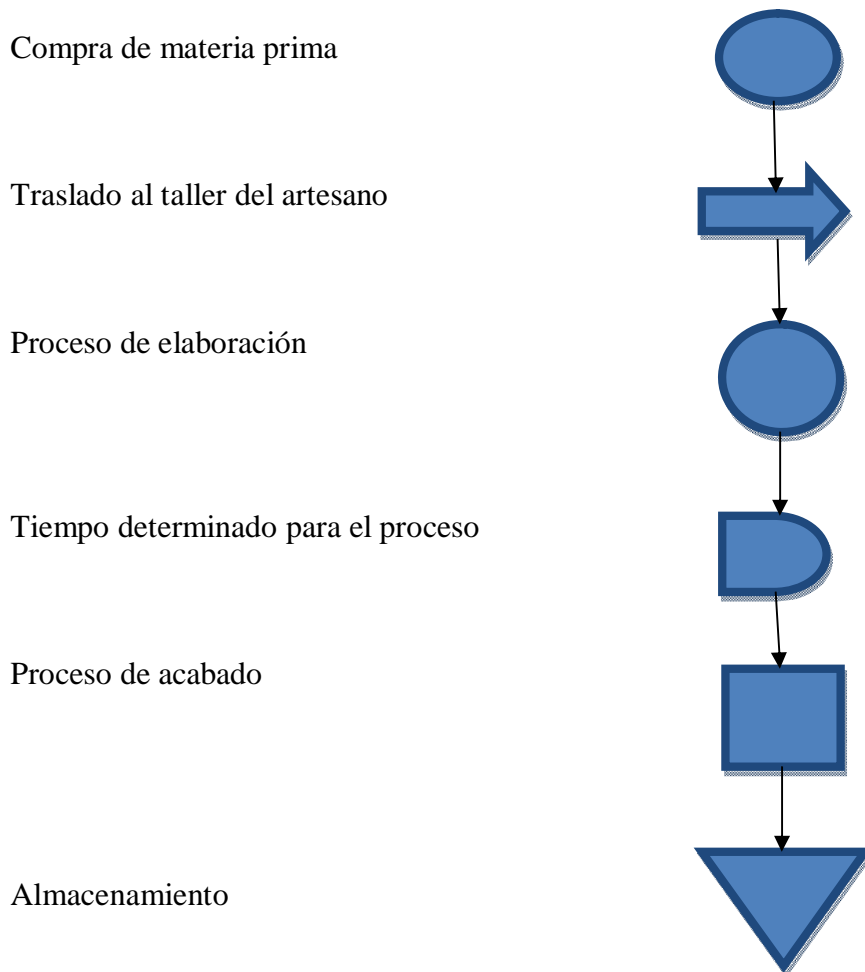 Compra de materia prima
Traslado al taller del artesano
Proceso de elaboración
Tiempo determinado para el proceso
Proceso de acabado
Almacenamiento